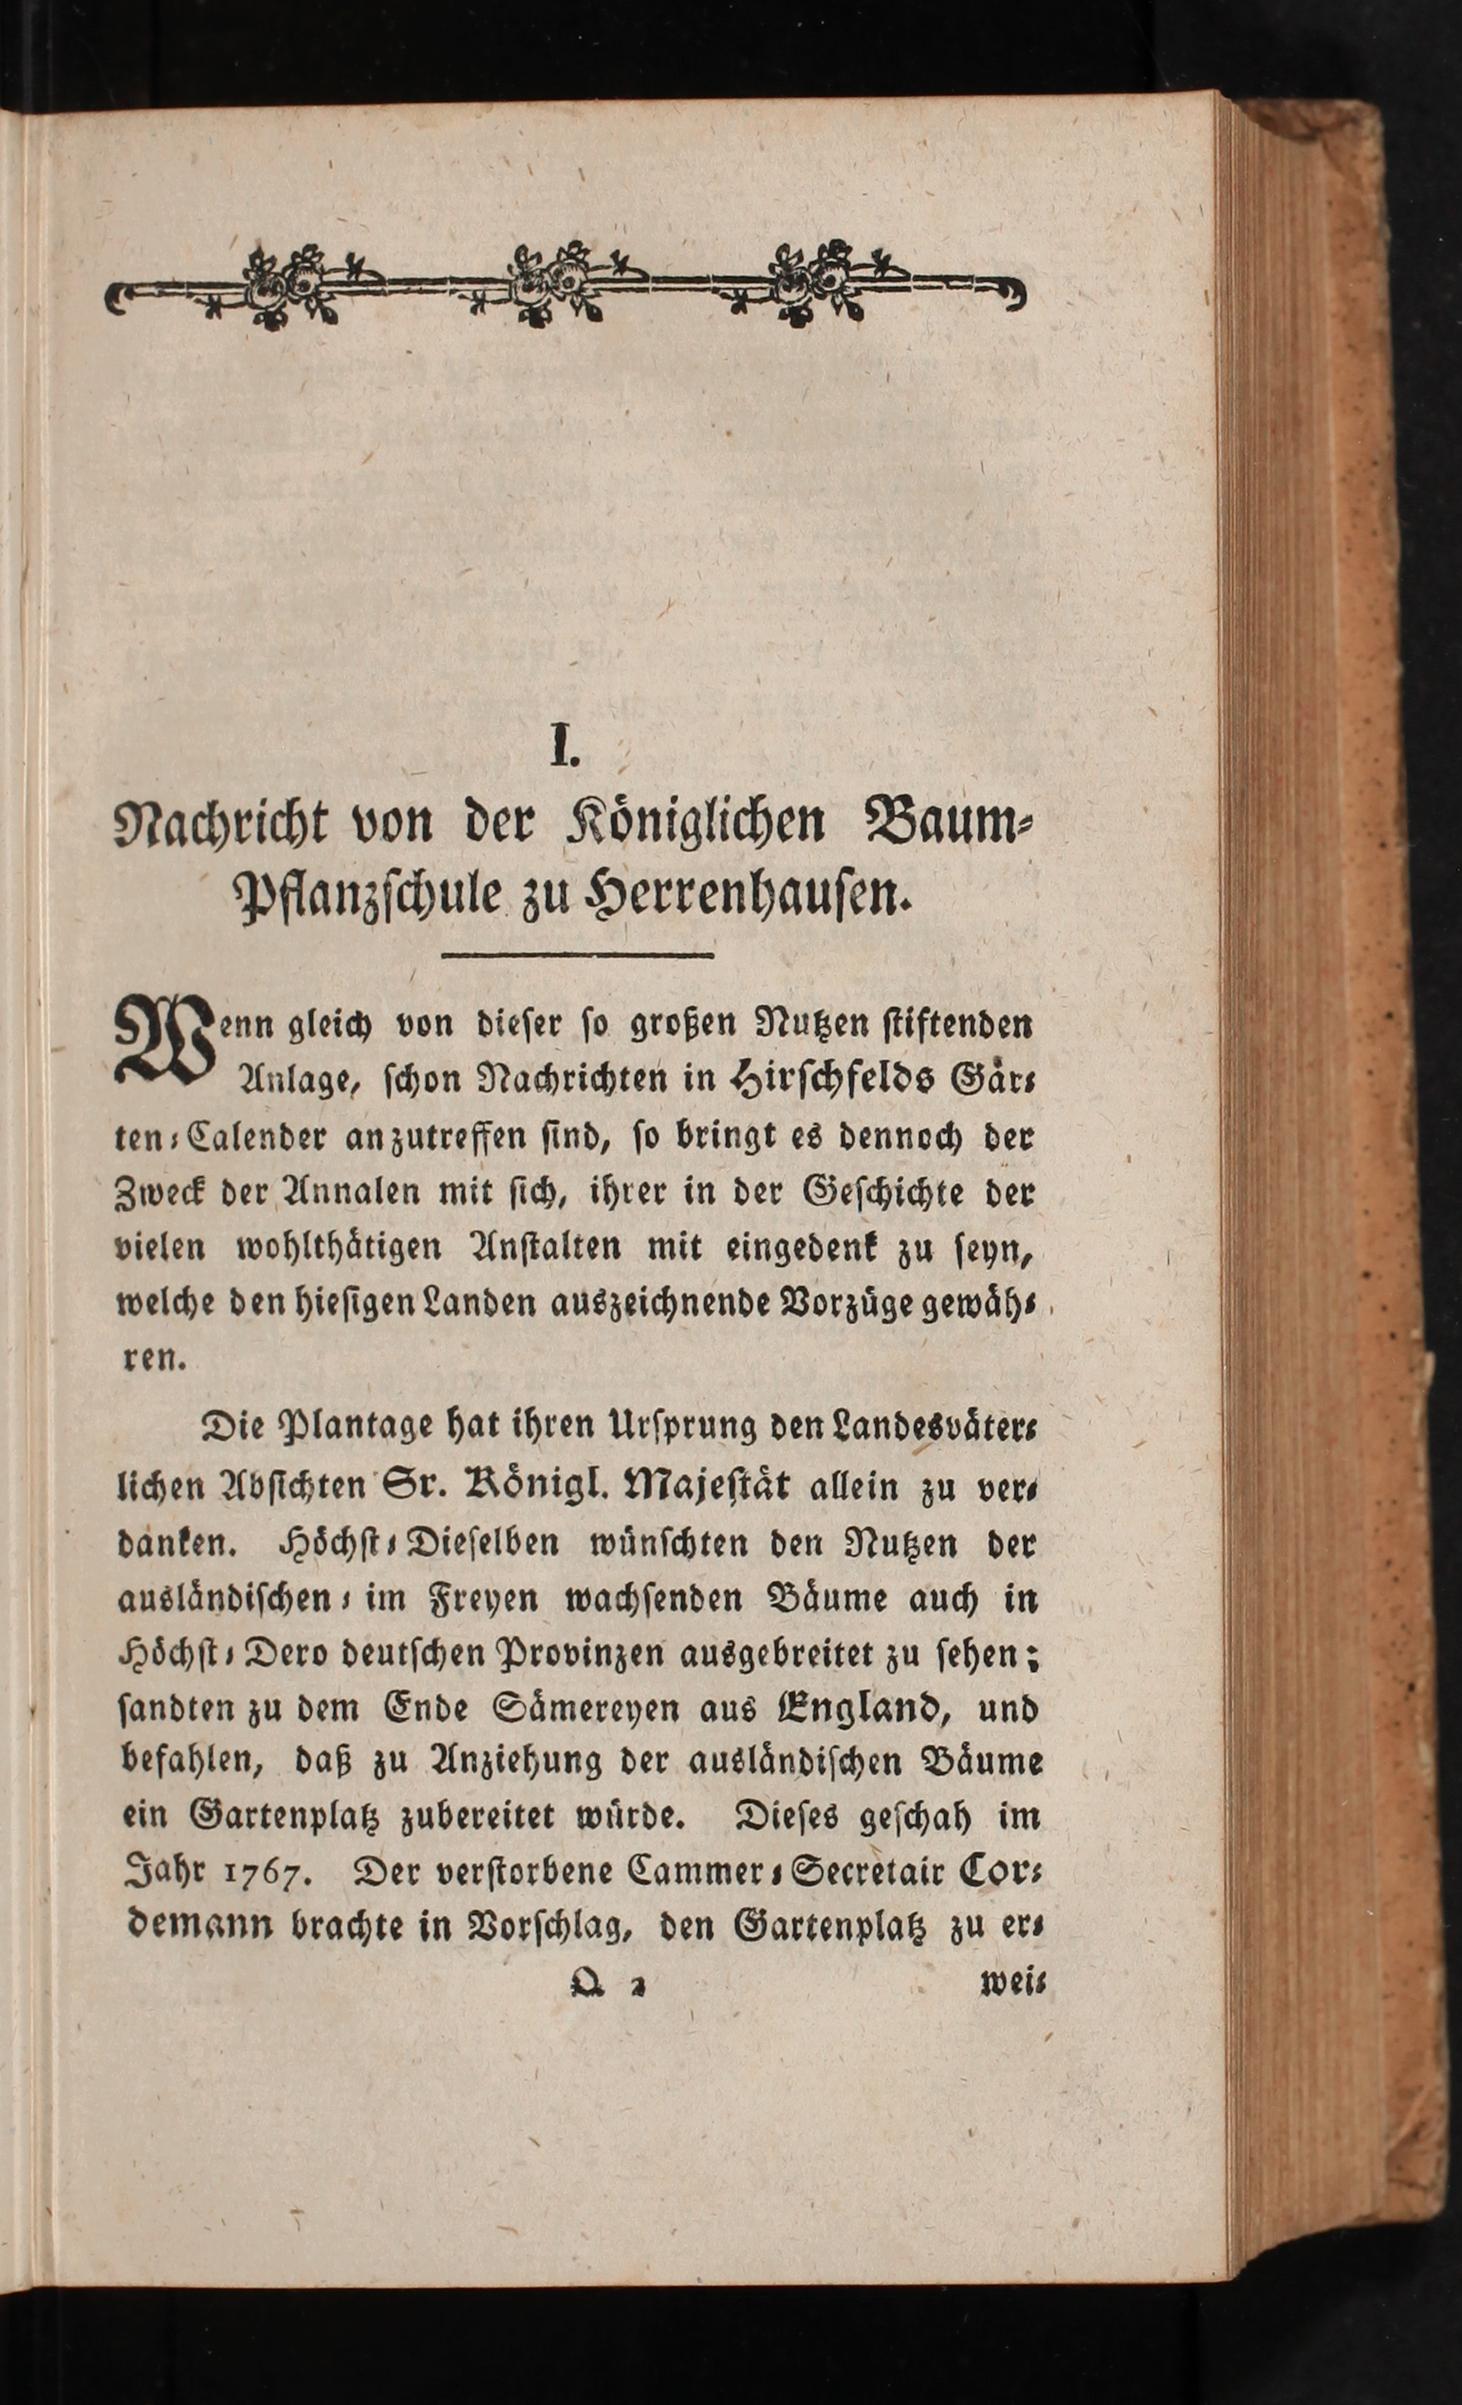 I.
Nachricht von der Königlichen Baum⸗
Pflanzſchule zu Herrenhauſen.
Wenn gleich von dieſer ſo großen Nutzen ſtiftenden
Anlage, ſchon Nachrichten in Hirſchfelds Gär⸗
ten⸗Calender anzutreffen ſind, ſo bringt es dennoch der
Zweck der Annalen mit ſich, ihrer in der Geſchichte der
vielen wohlthätigen Anſtalten mit eingedenk zu ſeyn,
welche den hieſigen Landen auszeichnende Vorzüge gewäh⸗
ren.
Die Plantage hat ihren Urſprung den Landesväter⸗
lichen Abſichten Sr. Königl. Majeſtät allein zu ver⸗
danken. Höchſt⸗Dieſelben wünſchten den Nutzen der
ausländiſchen⸗ im Freyen wachſenden Bäume auch in
Höchſt⸗Dero deutſchen Provinzen ausgebreitet zu ſehen;
ſandten zu dem Ende Sämereyen aus England, und
befahlen, daß zu Anziehung der ausländiſchen Bäume
ein Gartenplatz zubereitet würde. Dieſes geſchah im
Jahr 1767. Der verſtorbene Cammer⸗Secretair Cor⸗
demann brachte in Vorſchlag, den Gartenplatz zu er⸗
Q 2 wei⸗